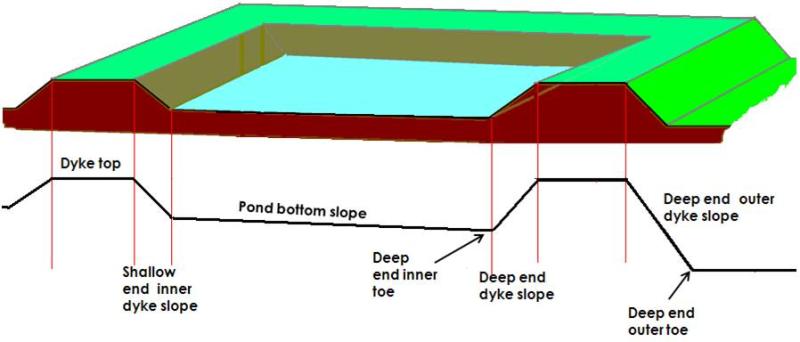 Dyke top
Pond bottom slope
Deep end outer
dyke slope
Shallow
end inner
dyke slope
Deep
end inner
toe
Deep end
dyke slope
Deep end
outer toe